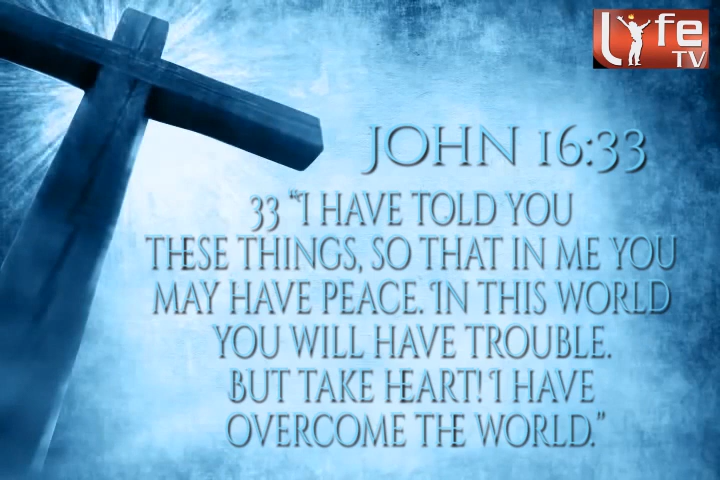 Lyfe
TV
JOHN 16:33
33 “I HAVE TOLD YOU
THESE THINGS, SO THAT IN ME YOU
MAY HAVE PEACE. IN THIS WORLD
YOU WILL HAVE TROUBLE.
BUT TAKE HEART! I HAVE
OVERCOME THE WORLD.”